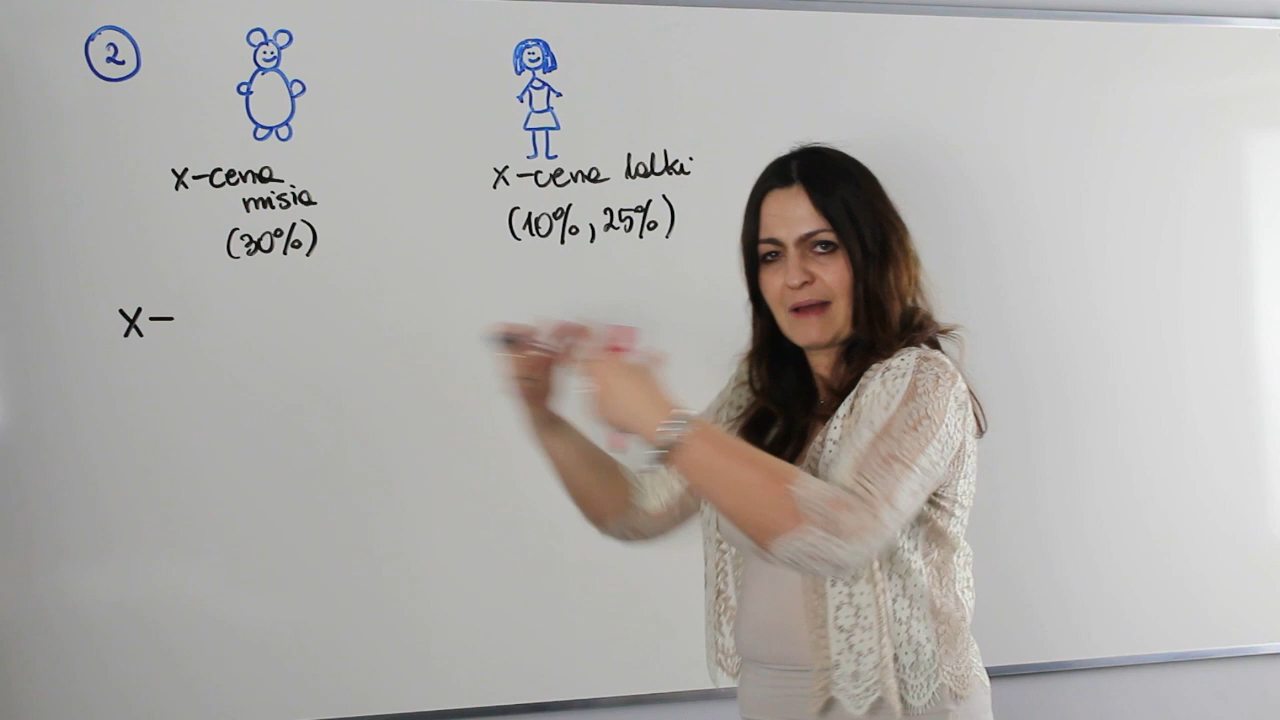 2
x-cena
misia
(30%)
x-cena lalki
(10%, 25%)
x-